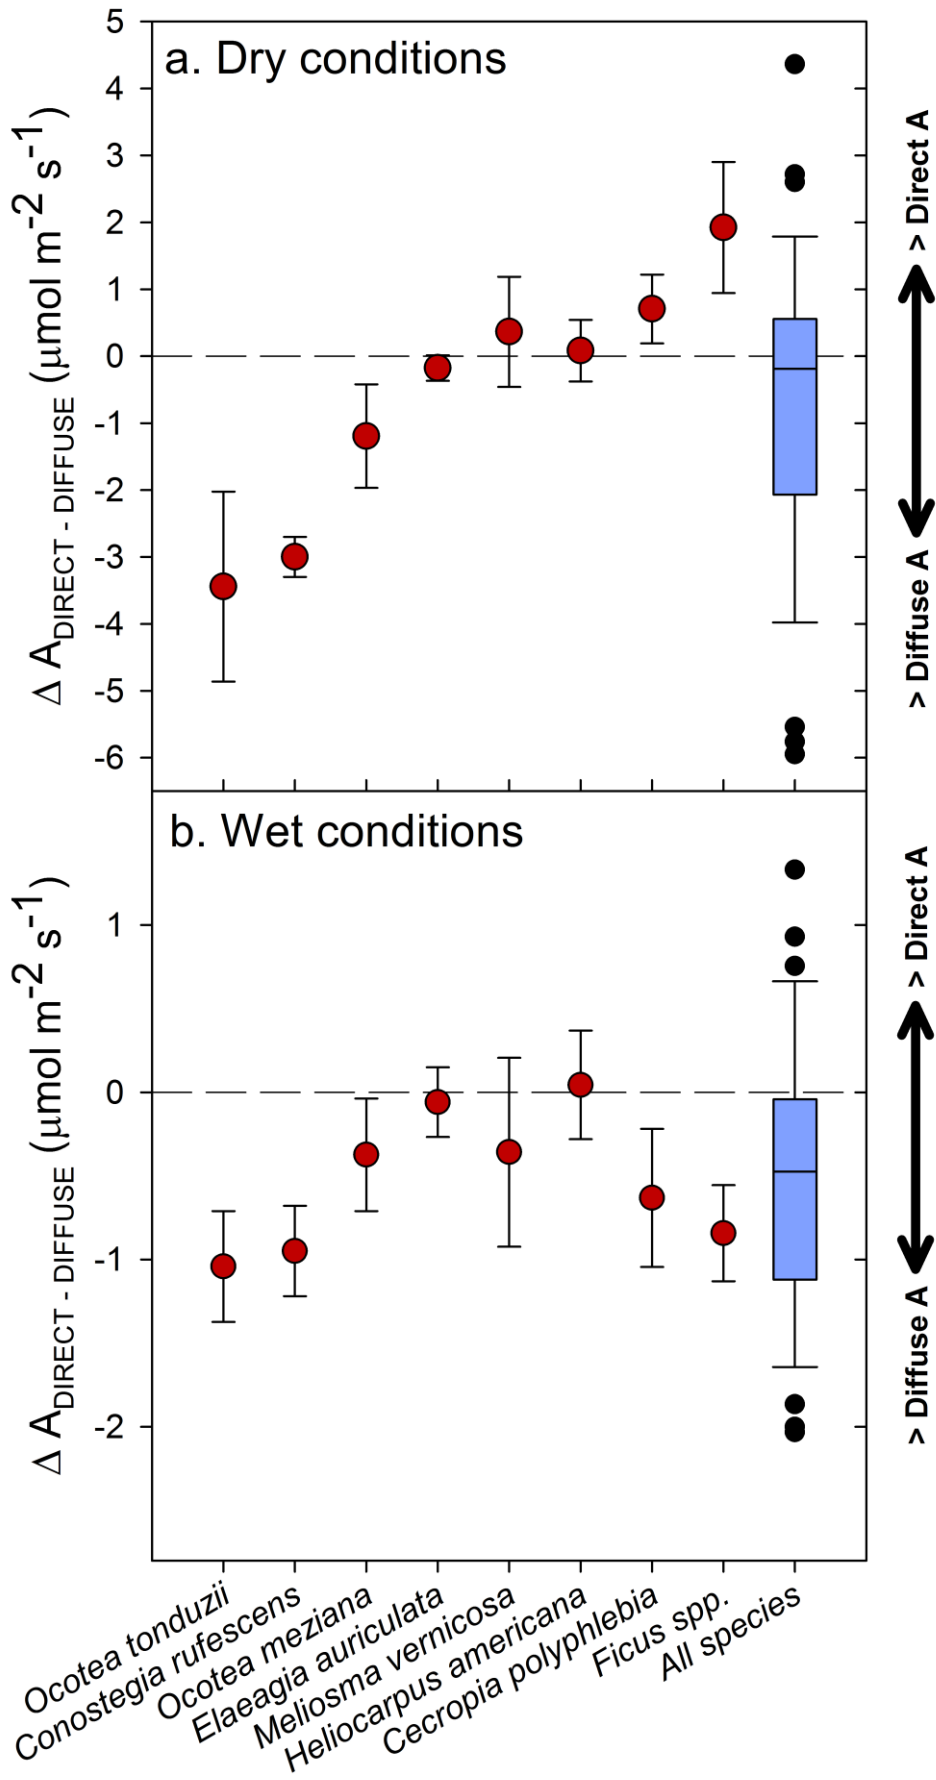 a. Dry conditions
5
4
3
2
1
0
-1
-2
-3
-4
-5
-6
Δ A_DIRECT - DIFFUSE (μmol m⁻² s⁻¹)
> Direct A
> Diffuse A
b. Wet conditions
1
0
-1
-2
Δ A_DIRECT - DIFFUSE (μmol m⁻² s⁻¹)
> Direct A
> Diffuse A
Ocotea tonduzii
Conostegia rufescens
Ocotea meziana
Elaeagia auriculata
Meliosma vernicosa
Heliocarpus americana
Cecropia polyphlebia
Ficus spp.
All species